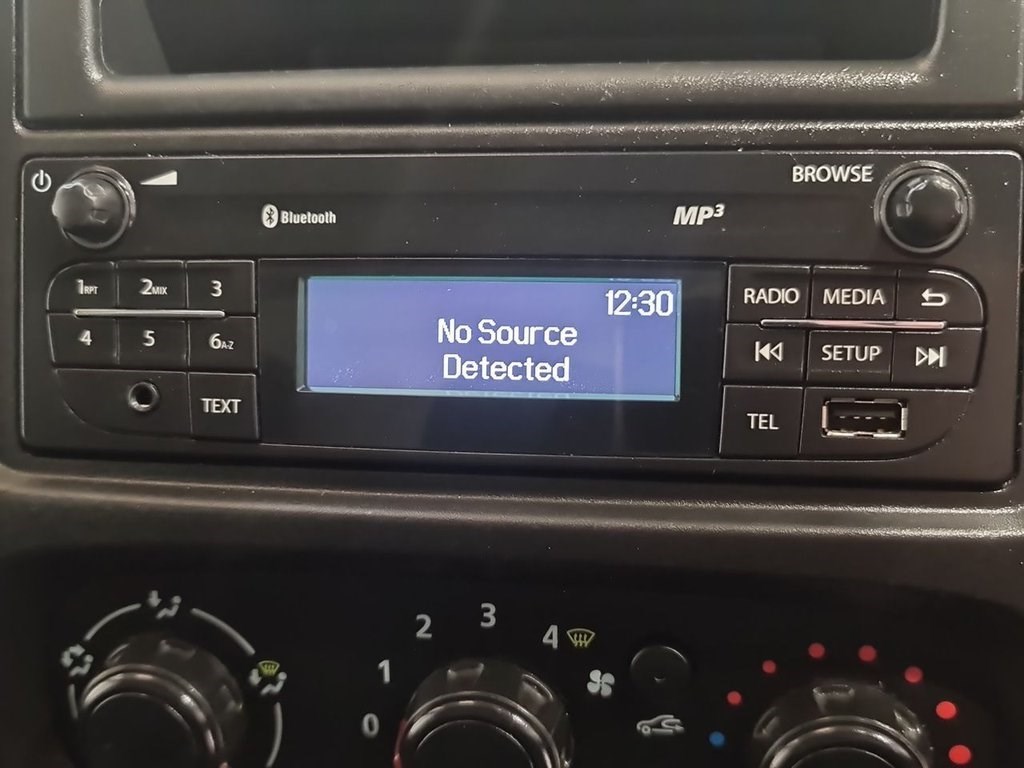 BROWSE
Bluetooth
MP3
1RPT 2MIX 3
RADIO MEDIA
12:30
No Source
Detected
4 5 6A-Z
SETUP
TEXT
TEL
0 1 2 3 4